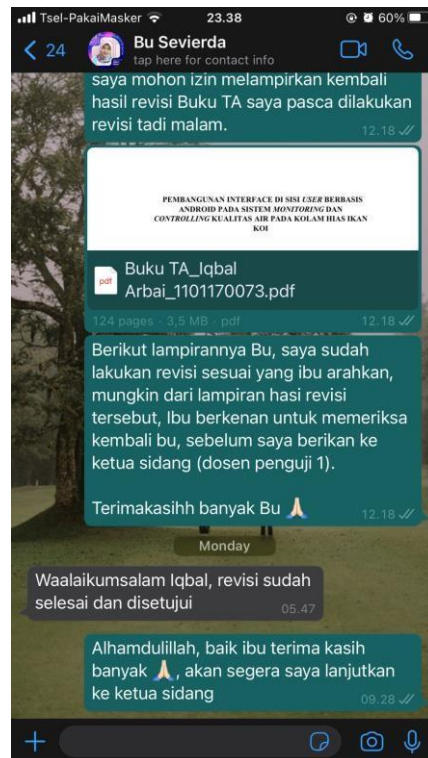 Tsel-PakaiMasker
23.38
60%
24
Bu Sevierda
tap here for contact info
saya mohon izin melampirkan kembali
hasil revisi Buku TA saya pasca dilakukan
revisi tadi malam.
12.18
PEMBANGUNAN INTERFACE DI SISI USER BERBASIS
ANDROID PADA SISTEM MONITORING DAN
CONTROLLING KUALITAS AIR PADA KOLAM HIAS IKAN
KOI
pdf
Buku TA_Iqbal
Arbai_1101170073.pdf
124 pages · 3,5 MB · pdf
12.18
Berikut lampirannya Bu, saya sudah
lakukan revisi sesuai yang ibu arahkan,
mungkin dari lampiran hasi revisi
tersebut, Ibu berkenan untuk memeriksa
kembali bu, sebelum saya berikan ke
ketua sidang (dosen penguji 1).
Terimakasihh banyak Bu 🙏🏻
12.18
Monday
Waalaikumsalam Iqbal, revisi sudah
selesai dan disetujui
05.47
Alhamdulillah, baik ibu terima kasih
banyak 🙏🏻, akan segera saya lanjutkan
ke ketua sidang
09.28